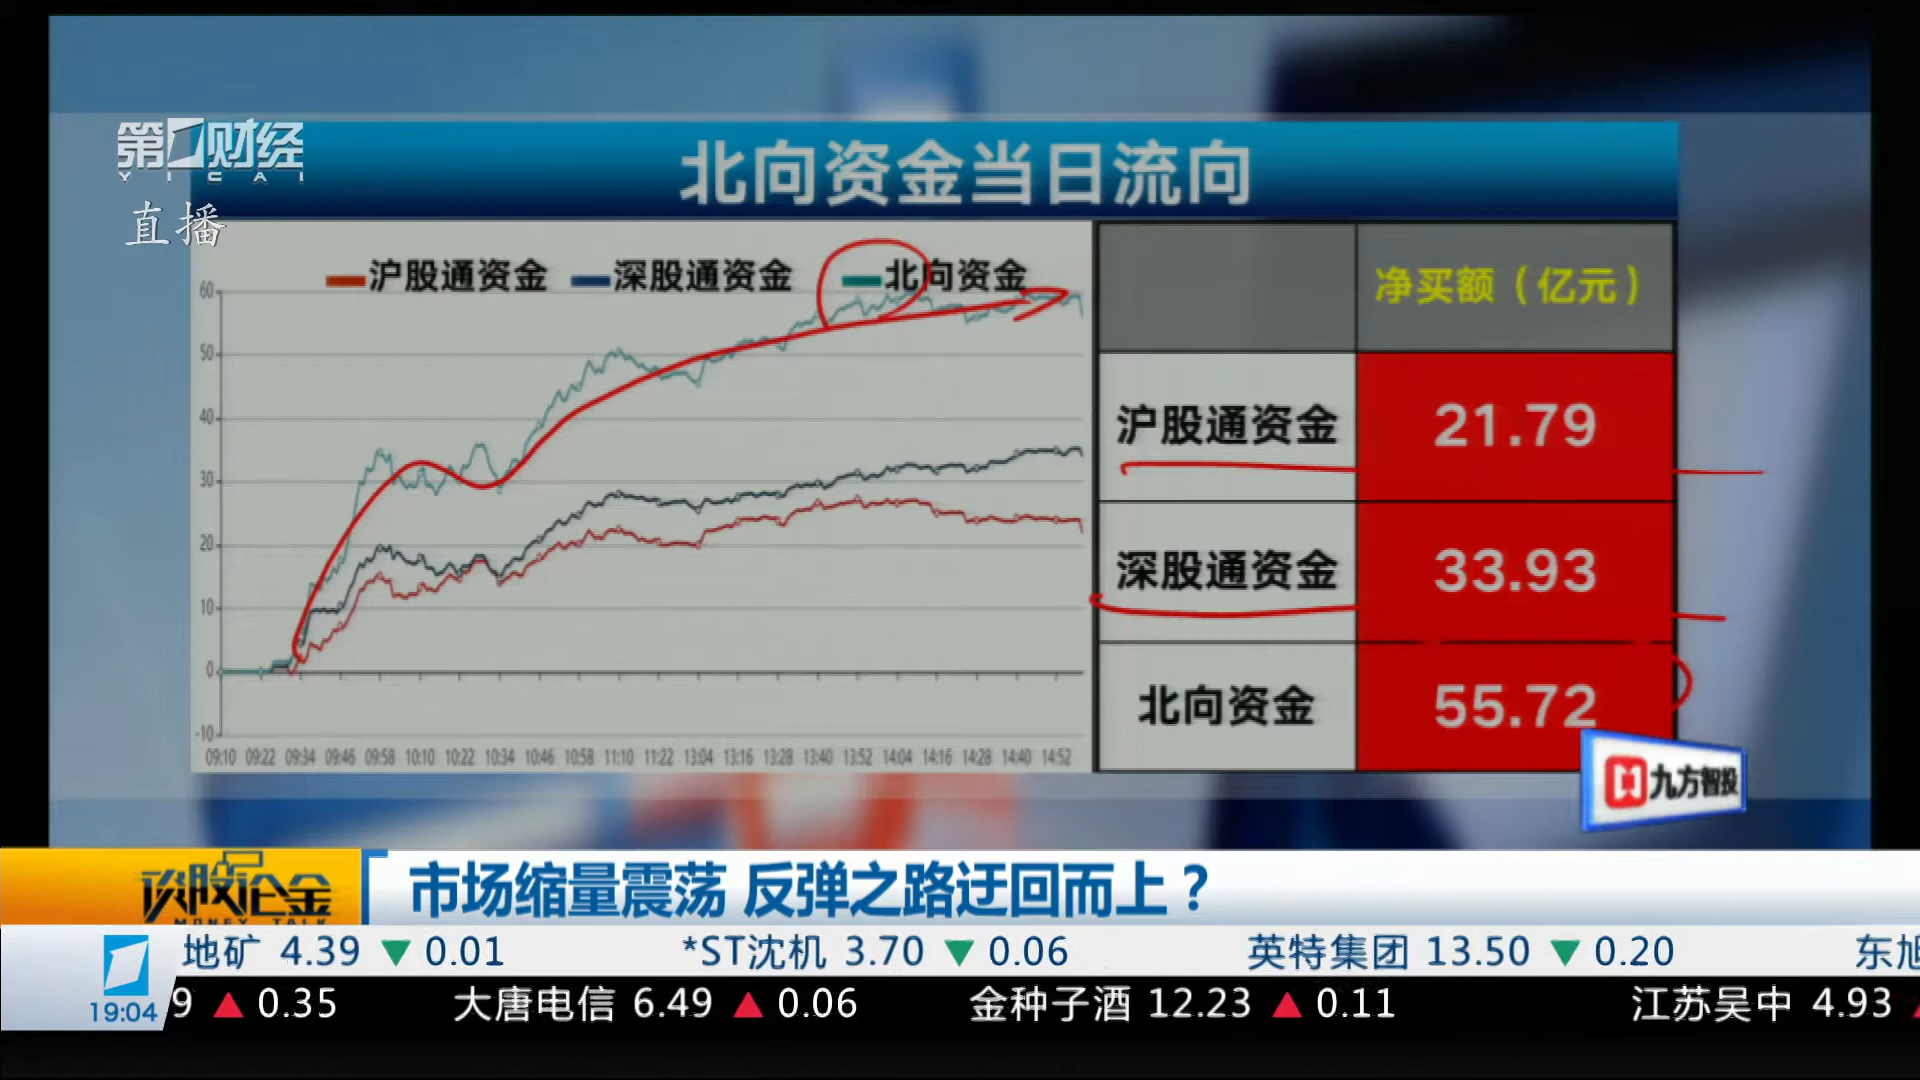 第1财经
YICAI
直播
北向资金当日流向
沪股通资金 深股通资金 北向资金
60
50
40
30
20
10
0
-10
09:10 09:22 09:34 09:46 09:58 10:10 10:22 10:34 10:46 10:58 11:10 11:22 13:04 13:16 13:28 13:40 13:52 14:04 14:16 14:28 14:40 14:52
净买额（亿元）
沪股通资金 21.79
深股通资金 33.93
北向资金 55.72
九方智投
谈股论金
MONEY TALK
市场缩量震荡 反弹之路迂回而上？
地矿 4.39 ▼ 0.01 *ST沈机 3.70 ▼ 0.06 英特集团 13.50 ▼ 0.20 东旭
19:04
9 ▲ 0.35 大唐电信 6.49 ▲ 0.06 金种子酒 12.23 ▲ 0.11 江苏吴中 4.93